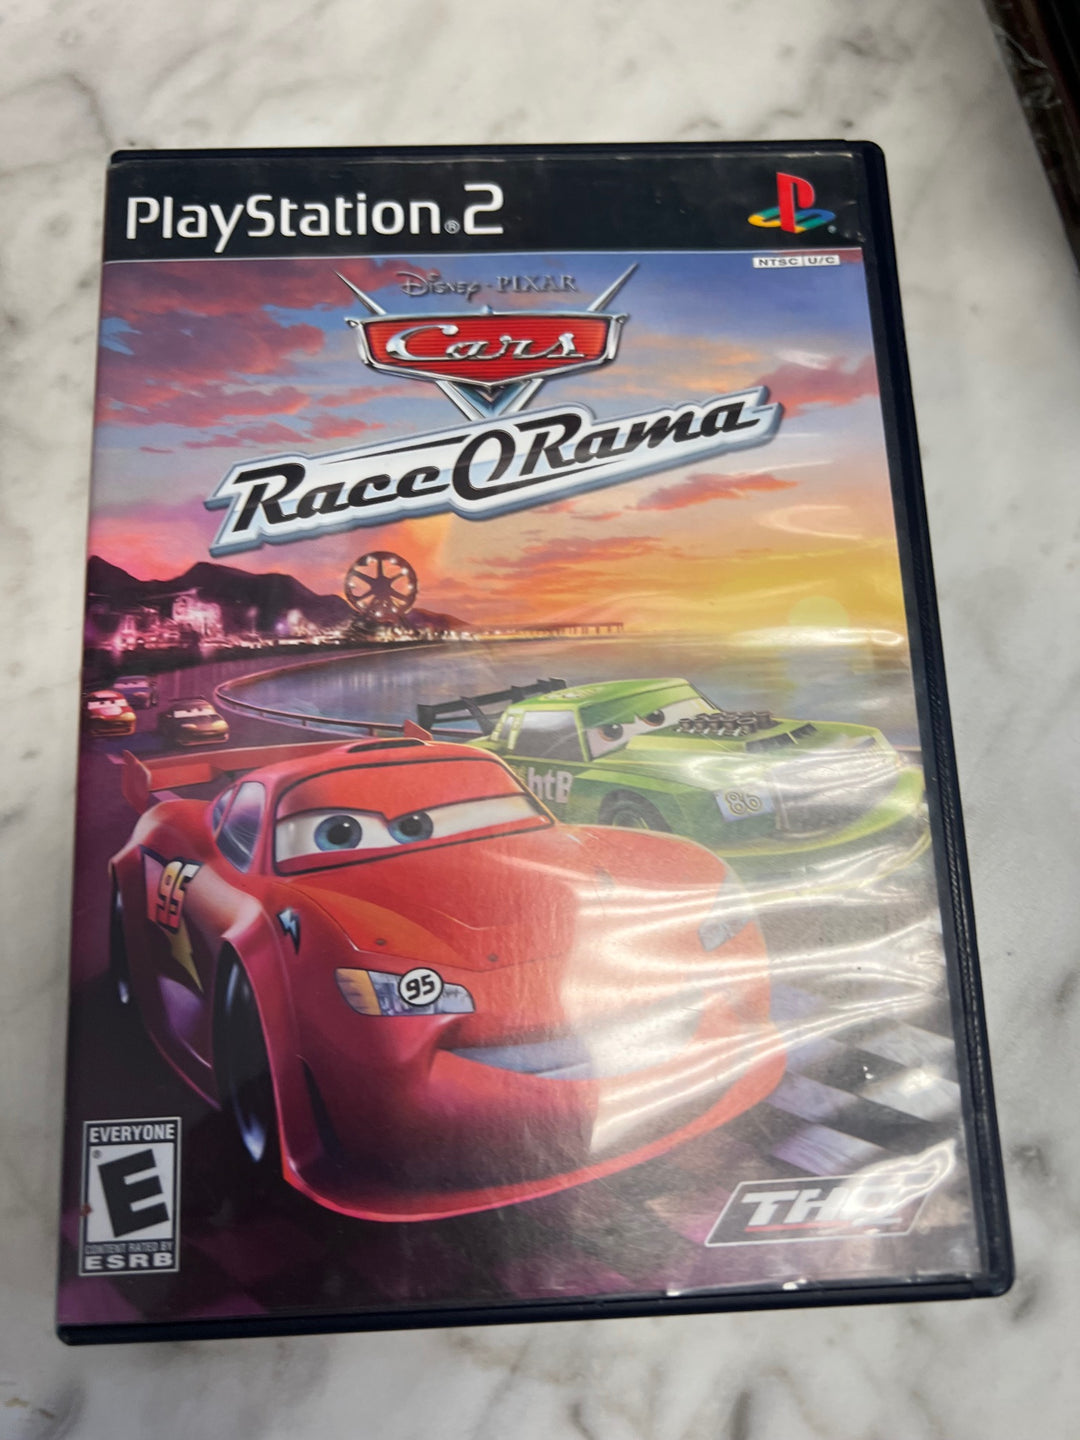 PlayStation®2
NTSC U/C
Disney · PIXAR
Cars
Race O Rama
htB
86
95
95
EVERYONE
E
CONTENT RATED BY
ESRB
THQ